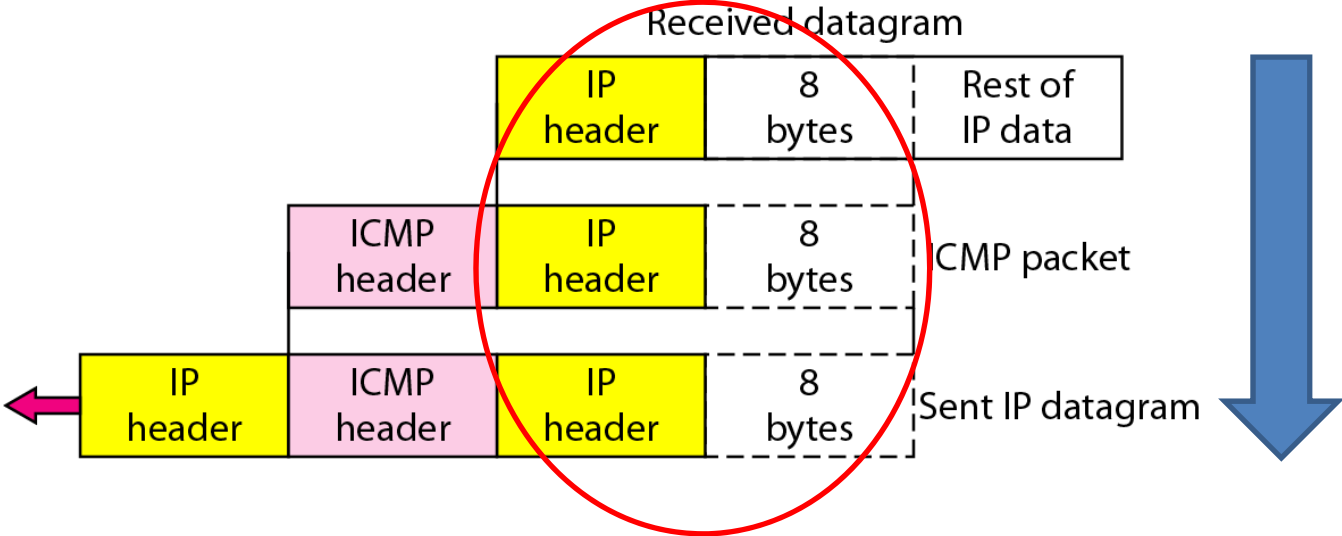 Received datagram
IP
header
8
bytes
Rest of
IP data
ICMP
header
IP
header
8
bytes
ICMP packet
IP
header
ICMP
header
IP
header
8
bytes
Sent IP datagram